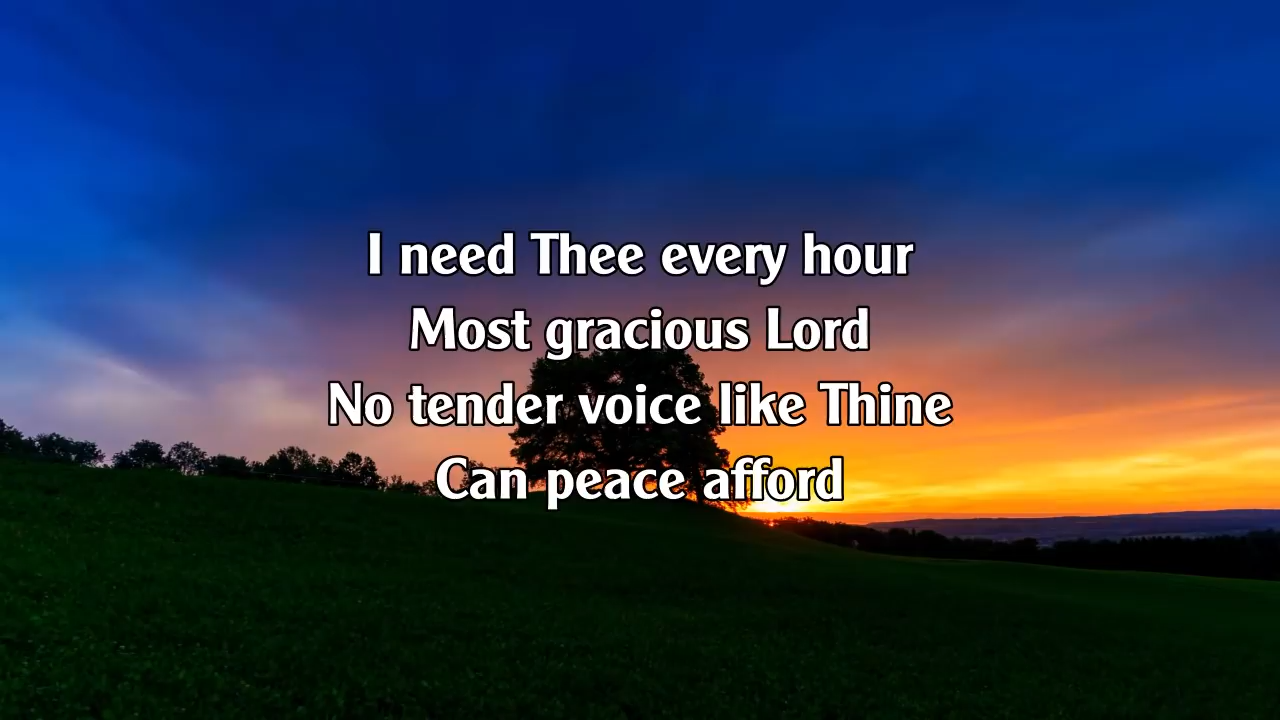 I need Thee every hour
Most gracious Lord
No tender voice like Thine
Can peace afford